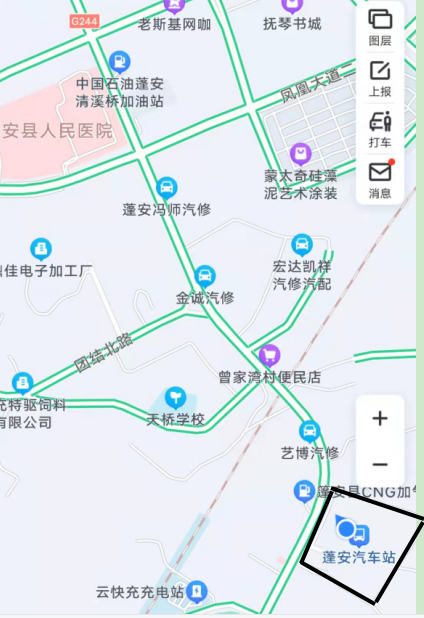 G244
老斯基网咖
抚琴书城
图层
中国石油蓬安
清溪桥加油站
凤凰大道二
上报
安县人民医院
打车
蒙太奇硅藻
泥艺术涂装
消息
蓬安冯师汽修
宏达凯祥
汽修汽配
佳电子加工厂
金诚汽修
团结北路
曾家湾村便民店
充特驱饲料
有限公司
天桥学校
+
艺博汽修
−
蓬安县CNG加
蓬安汽车站
云快充充电站